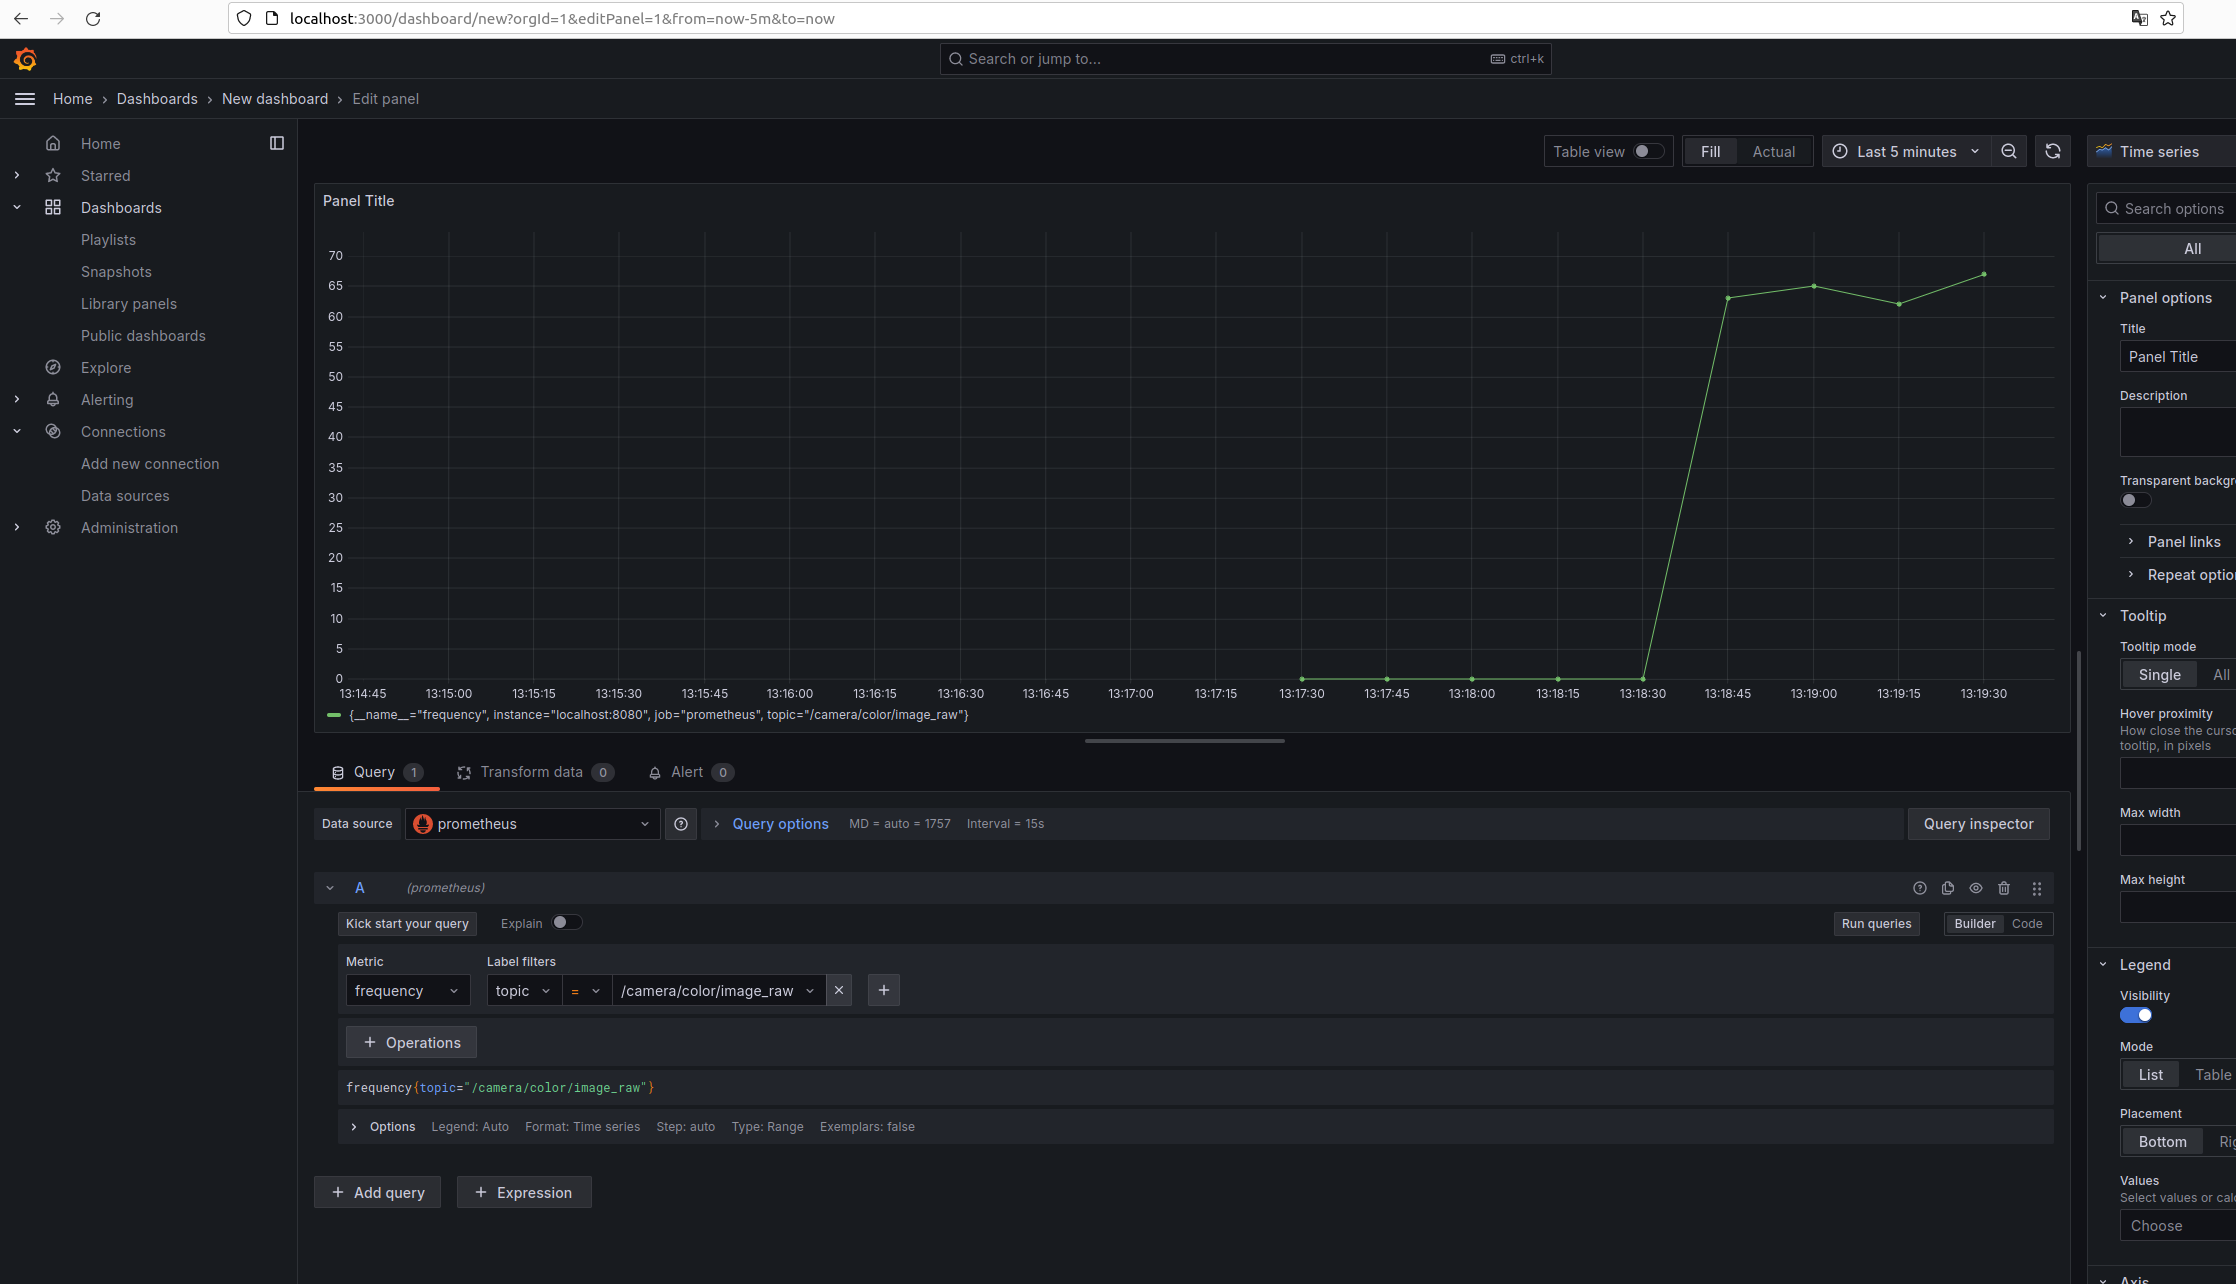 localhost:3000/dashboard/new?orgId=1&editPanel=1&from=now-5m&to=now
Search or jump to... ctrl+k
Home › Dashboards › New dashboard › Edit panel
Home
Starred
Dashboards
Playlists
Snapshots
Library panels
Public dashboards
Explore
Alerting
Connections
Add new connection
Data sources
Administration
Table view Fill Actual Last 5 minutes
Panel Title
70
65
60
55
50
45
40
35
30
25
20
15
10
5
0
13:14:45 13:15:00 13:15:15 13:15:30 13:15:45 13:16:00 13:16:15 13:16:30 13:16:45 13:17:00 13:17:15 13:17:30 13:17:45 13:18:00 13:18:15 13:18:30 13:18:45 13:19:00 13:19:15 13:19:30
{__name__="frequency", instance="localhost:8080", job="prometheus", topic="/camera/color/image_raw"}
Query 1 Transform data 0 Alert 0
Data source prometheus Query options MD = auto = 1757 Interval = 15s Query inspector
A (prometheus)
Kick start your query Explain Run queries Builder Code
Metric Label filters
frequency topic = /camera/color/image_raw
+ Operations
frequency{topic="/camera/color/image_raw"}
Options Legend: Auto Format: Time series Step: auto Type: Range Exemplars: false
+ Add query + Expression
Time series
Search options
All
Panel options
Title
Panel Title
Description
Transparent backgr
Panel links
Repeat optio
Tooltip
Tooltip mode
Single All
Hover proximity
How close the curso
tooltip, in pixels
Max width
Max height
Legend
Visibility
Mode
List Table
Placement
Bottom Rig
Values
Select values or calc
Choose
Axis